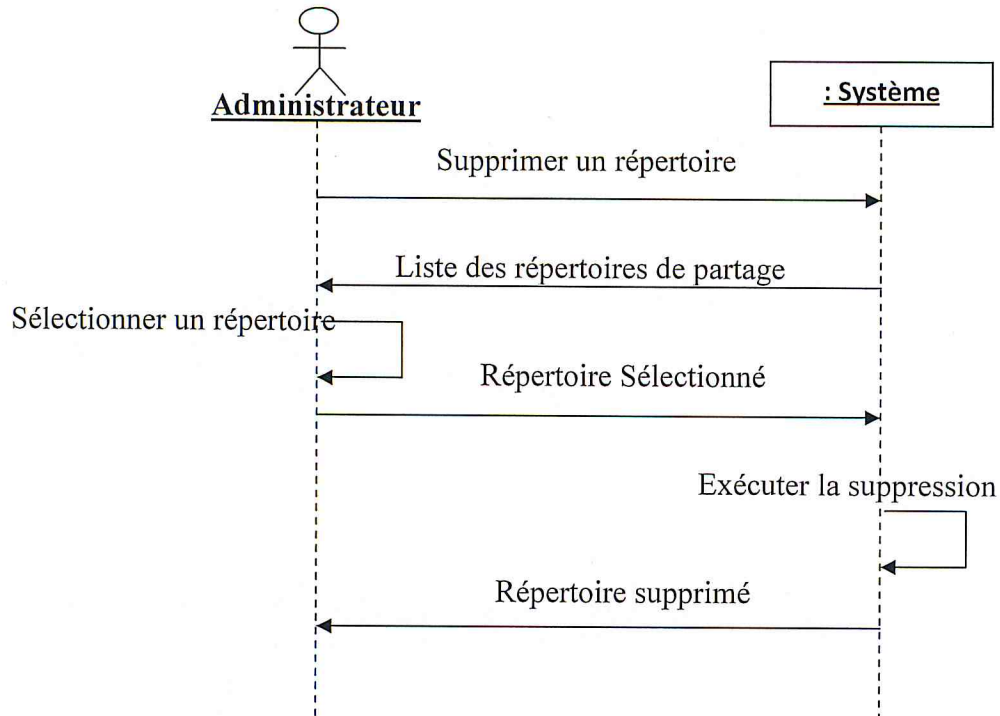 Administrateur
: Système
Supprimer un répertoire
Liste des répertoires de partage
Sélectionner un répertoire
Répertoire Sélectionné
Exécuter la suppression
Répertoire supprimé